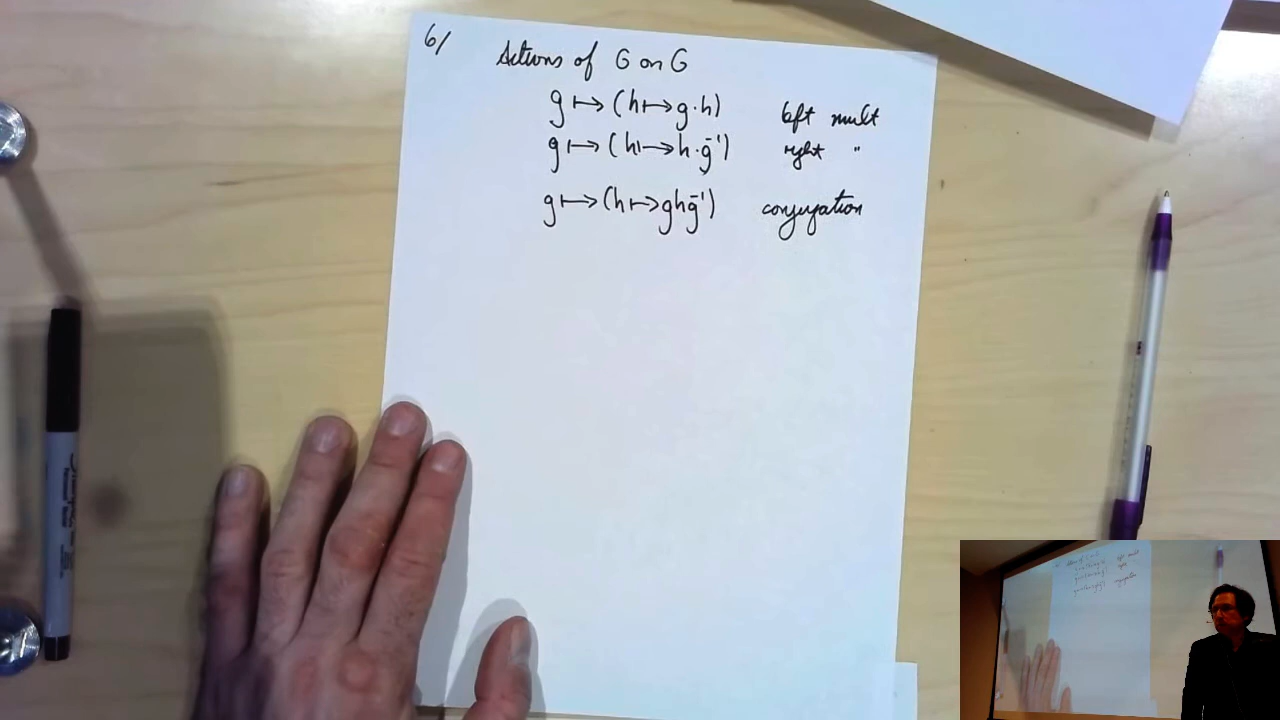 6/ Actions of G on G
g ↦ (h ↦ g·h) left mult
g ↦ (h ↦ h·g⁻¹) right "
g ↦ (h ↦ ghg⁻¹) conjugation